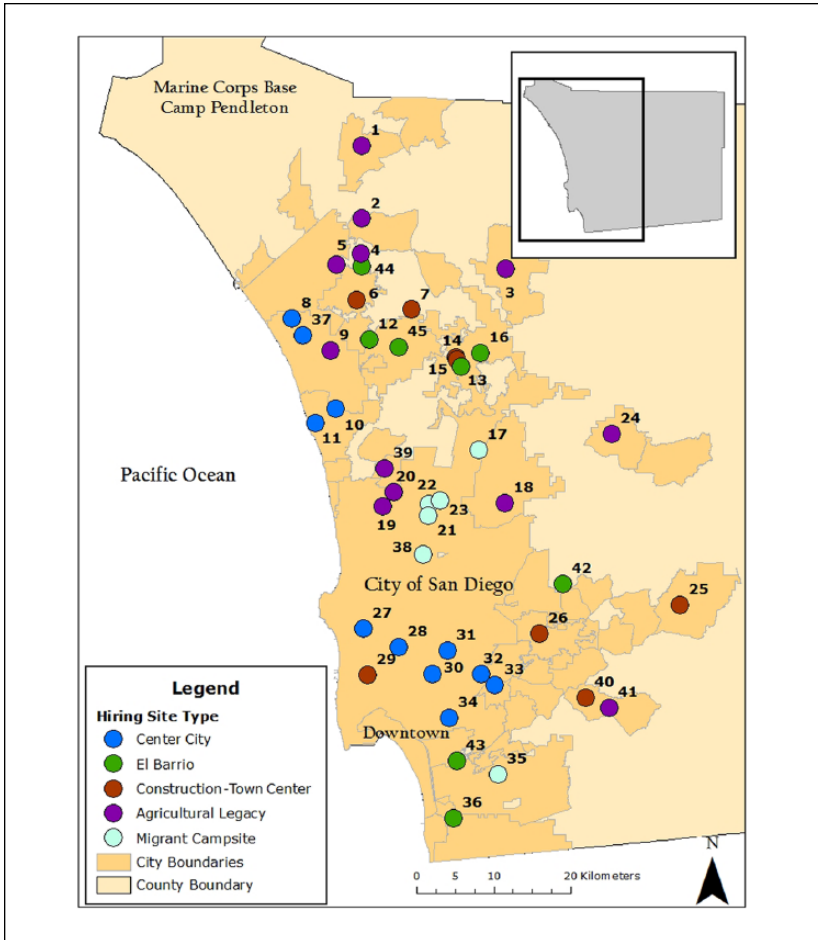 Marine Corps Base
Camp Pendleton
1
2
5
4
44
3
6
7
8
37
9
12
45
14
16
15
13
10
11
24
17
39
20
22
23
18
19
21
38
Pacific Ocean
City of San Diego
42
25
26
27
28
31
29
30
32
33
34
40
41
Downtown
43
35
36
Legend
Hiring Site Type
Center City
El Barrio
Construction-Town Center
Agricultural Legacy
Migrant Campsite
City Boundaries
County Boundary
N
0 5 10 20 Kilometers